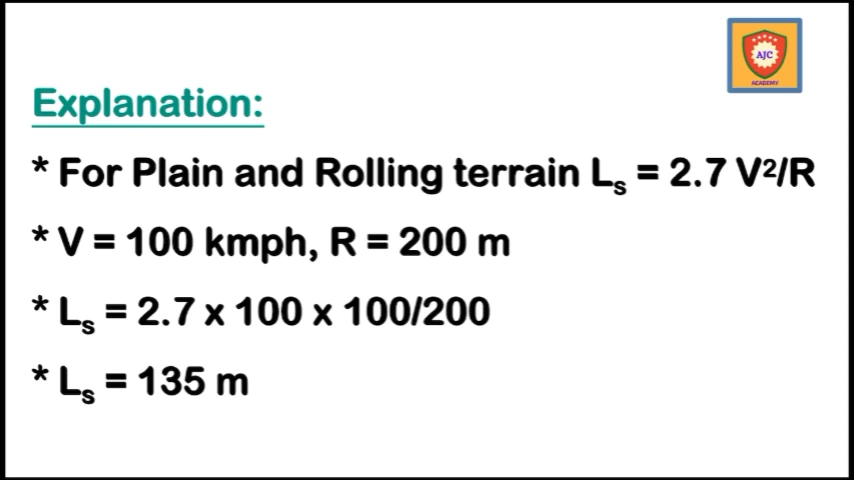 AJC
ACADEMY
Explanation:
* For Plain and Rolling terrain Lₛ = 2.7 V²/R
* V = 100 kmph, R = 200 m
* Lₛ = 2.7 x 100 x 100/200
* Lₛ = 135 m